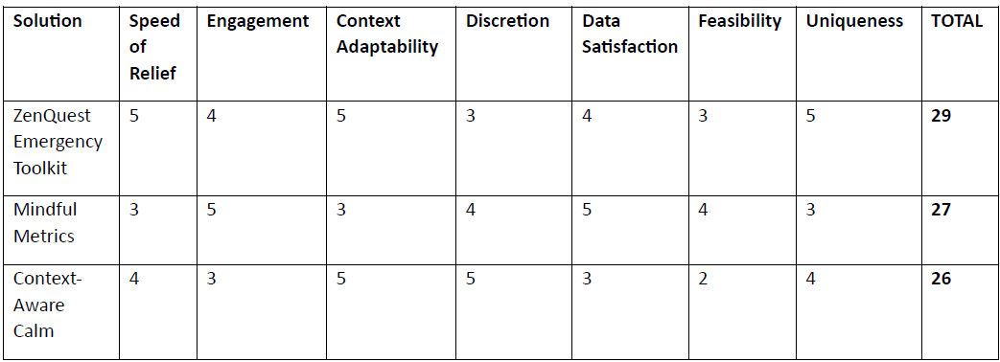 Solution Speed of Relief Engagement Context Adaptability Discretion Data Satisfaction Feasibility Uniqueness TOTAL
ZenQuest Emergency Toolkit 5 4 5 3 4 3 5 29
Mindful Metrics 3 5 3 4 5 4 3 27
Context-Aware Calm 4 3 5 5 3 2 4 26